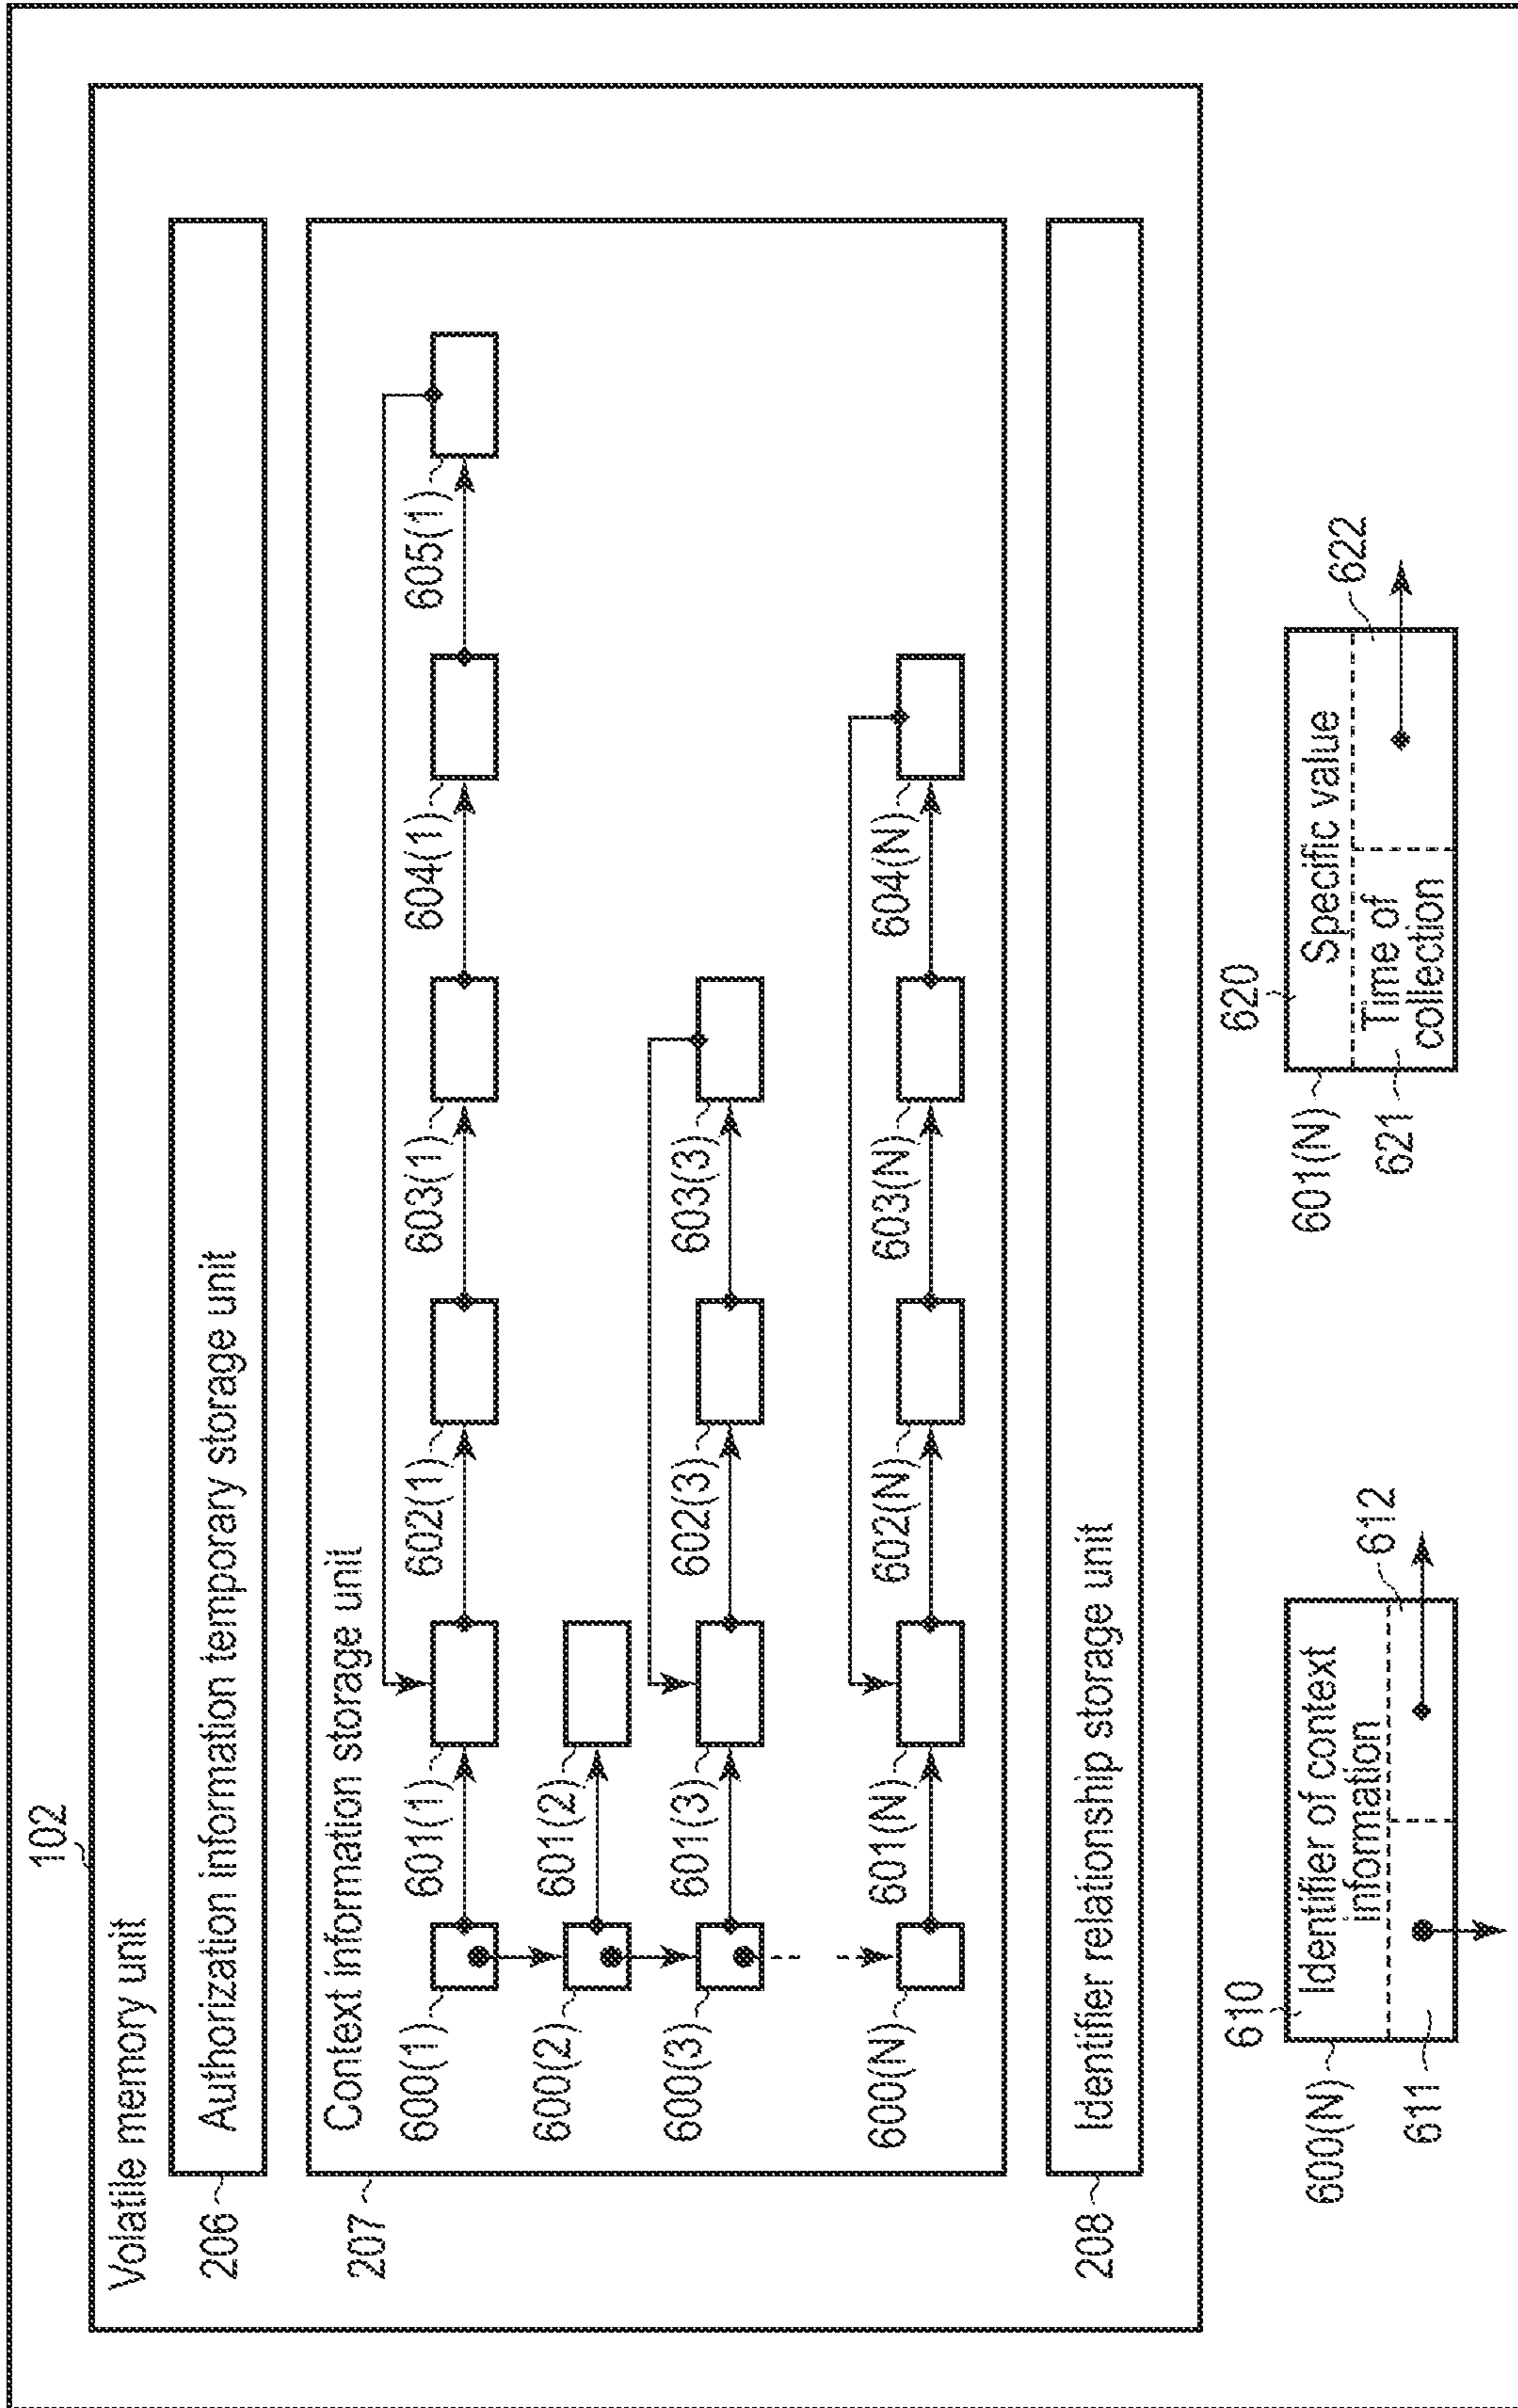 102
Volatile memory unit
206
Authorization information temporary storage unit
207
Context information storage unit
600(1)
601(1)
602(1)
603(1)
604(1)
605(1)
600(2)
601(2)
600(3)
601(3)
602(3)
603(3)
600(N)
601(N)
602(N)
603(N)
604(N)
208
Identifier relationship storage unit
610
600(N)
Identifier of context
information
611
612
620
601(N)
Specific value
621
Time of
collection
622